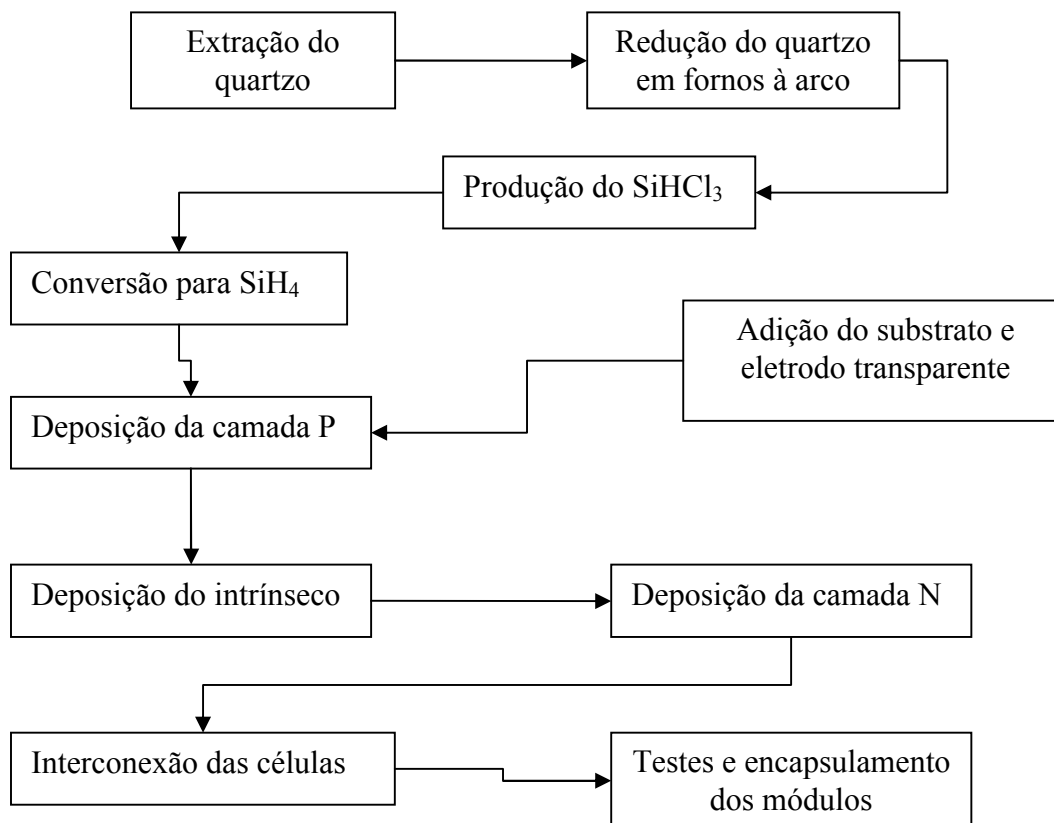 Extração do
quartzo
Redução do quartzo
em fornos à arco
Produção do SiHCl₃
Conversão para SiH₄
Adição do substrato e
eletrodo transparente
Deposição da camada P
Deposição do intrínseco
Deposição da camada N
Interconexão das células
Testes e encapsulamento
dos módulos